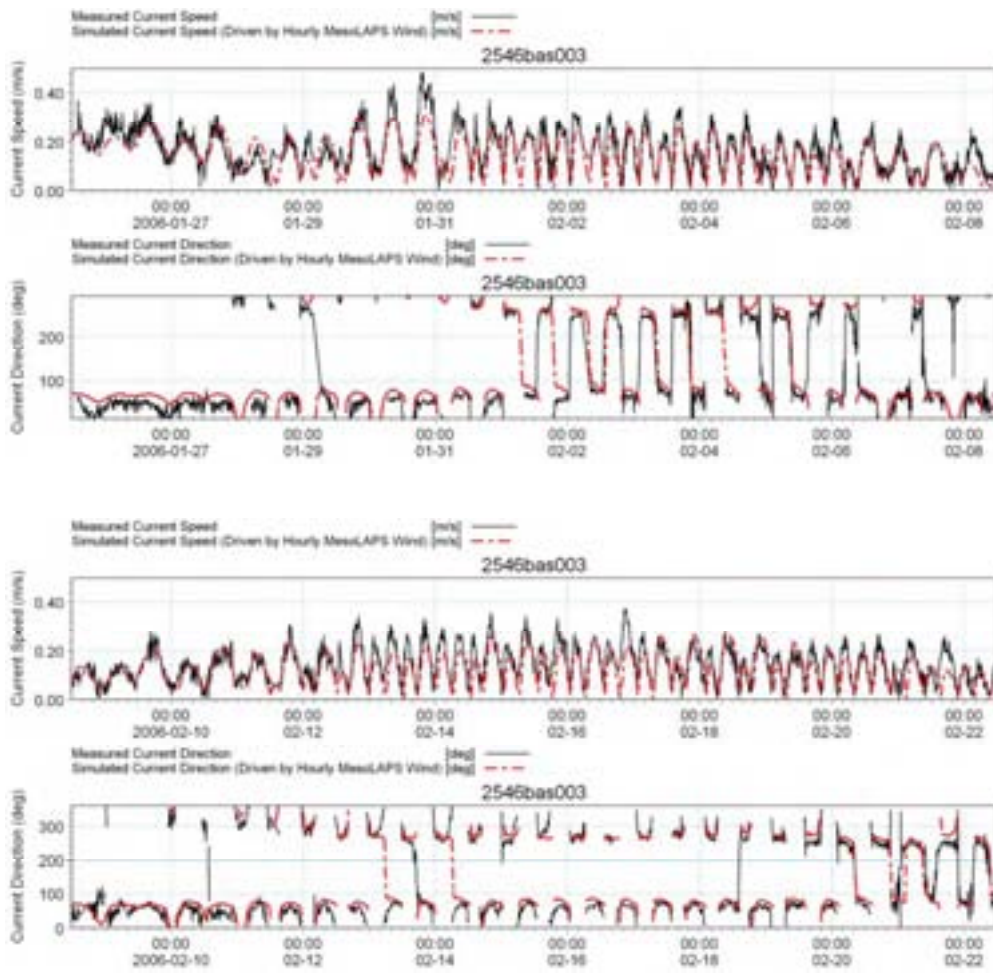 Measured Current Speed [m/s]
Simulated Current Speed (Driven by Hourly MesoLAPS Wind) [m/s]
2546bas003
Current Speed (m/s)
0.40
0.20
0.00
00:00 00:00 00:00 00:00 00:00 00:00 00:00
2006-01-27 01-29 01-31 02-02 02-04 02-06 02-08
Measured Current Direction [deg]
Simulated Current Direction (Driven by Hourly MesoLAPS Wind) [deg]
2546bas003
Current Direction (deg)
200
100
00:00 00:00 00:00 00:00 00:00 00:00 00:00
2006-01-27 01-29 01-31 02-02 02-04 02-06 02-08
Measured Current Speed [m/s]
Simulated Current Speed (Driven by Hourly MesoLAPS Wind) [m/s]
2546bas003
Current Speed (m/s)
0.40
0.20
0.00
00:00 00:00 00:00 00:00 00:00 00:00 00:00
2006-02-10 02-12 02-14 02-16 02-18 02-20 02-22
Measured Current Direction [deg]
Simulated Current Direction (Driven by Hourly MesoLAPS Wind) [deg]
2546bas003
Current Direction (deg)
300
200
100
0
00:00 00:00 00:00 00:00 00:00 00:00 00:00
2006-02-10 02-12 02-14 02-16 02-18 02-20 02-22